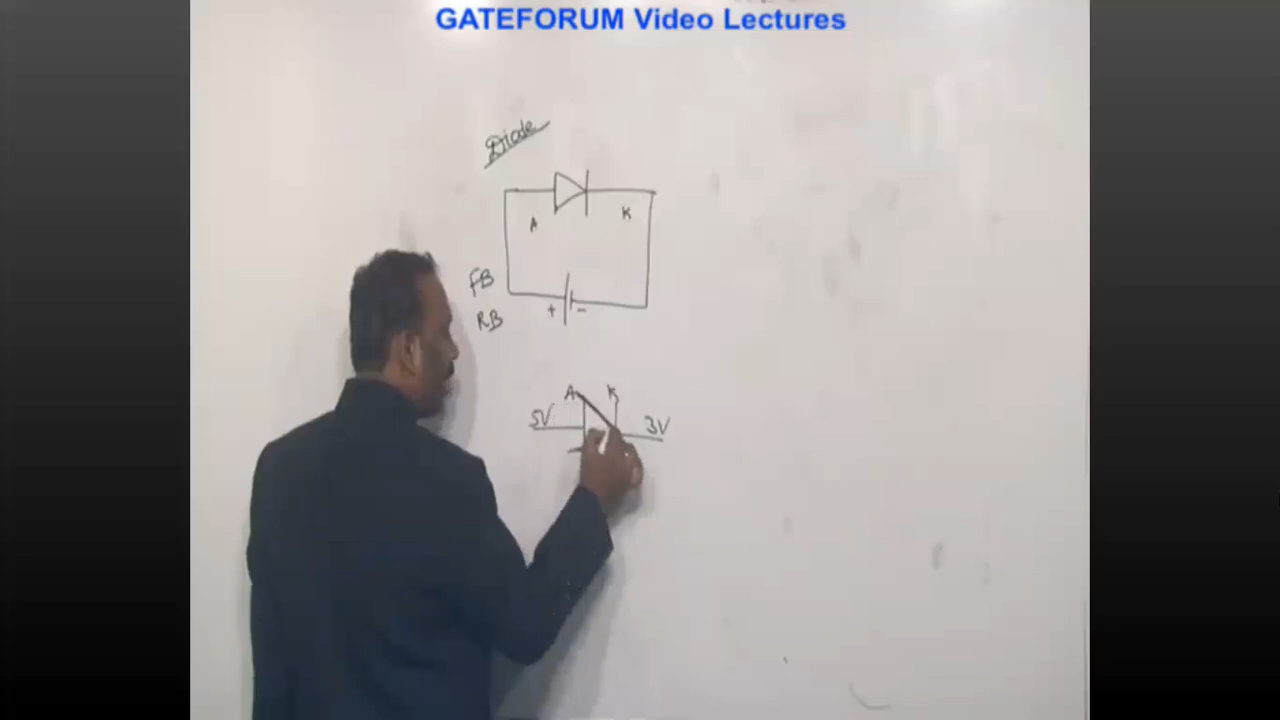 GATEFORUM Video Lectures
Diode
A K
FB
+ -
RB
A K
5V 3V